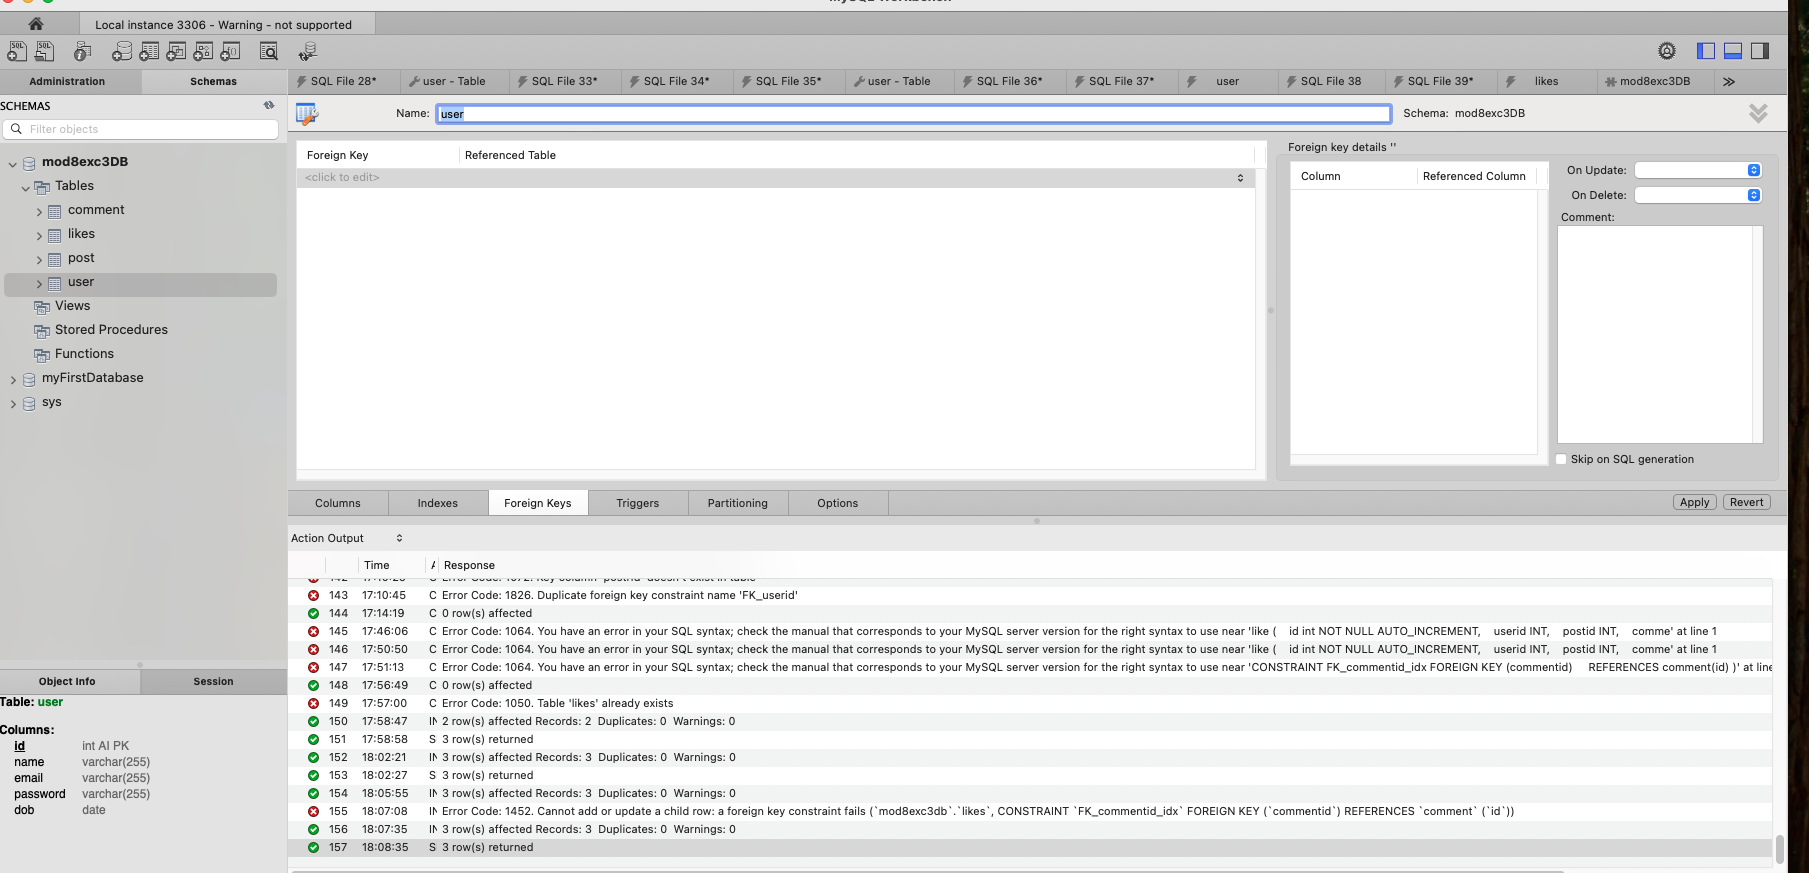 Local instance 3306 - Warning - not supported
Administration
Schemas
SQL File 28*
user - Table
SQL File 33*
SQL File 34*
SQL File 35*
user - Table
SQL File 36*
SQL File 37*
user
SQL File 38
SQL File 39*
likes
mod8exc3DB
SCHEMAS
Filter objects
mod8exc3DB
Tables
comment
likes
post
user
Views
Stored Procedures
Functions
myFirstDatabase
sys
Name:
user
Schema: mod8exc3DB
Foreign Key
Referenced Table
<click to edit>
Foreign key details ''
Column
Referenced Column
On Update:
On Delete:
Comment:
Skip on SQL generation
Columns
Indexes
Foreign Keys
Triggers
Partitioning
Options
Apply
Revert
Object Info
Session
Table: user
Columns:
id int AI PK
name varchar(255)
email varchar(255)
password varchar(255)
dob date
Action Output
Time Response
143 17:10:45 C Error Code: 1826. Duplicate foreign key constraint name 'FK_userid'
144 17:14:19 C 0 row(s) affected
145 17:46:06 C Error Code: 1064. You have an error in your SQL syntax; check the manual that corresponds to your MySQL server version for the right syntax to use near 'like (    id int NOT NULL AUTO_INCREMENT,    userid INT,    postid INT,    comme' at line 1
146 17:50:50 C Error Code: 1064. You have an error in your SQL syntax; check the manual that corresponds to your MySQL server version for the right syntax to use near 'like (    id int NOT NULL AUTO_INCREMENT,    userid INT,    postid INT,    comme' at line 1
147 17:51:13 C Error Code: 1064. You have an error in your SQL syntax; check the manual that corresponds to your MySQL server version for the right syntax to use near 'CONSTRAINT FK_commentid_idx FOREIGN KEY (commentid)    REFERENCES comment(id) )' at line
148 17:56:49 C 0 row(s) affected
149 17:57:00 C Error Code: 1050. Table 'likes' already exists
150 17:58:47 IN 2 row(s) affected Records: 2  Duplicates: 0  Warnings: 0
151 17:58:58 S 3 row(s) returned
152 18:02:21 IN 3 row(s) affected Records: 3  Duplicates: 0  Warnings: 0
153 18:02:27 S 3 row(s) returned
154 18:05:55 IN 3 row(s) affected Records: 3  Duplicates: 0  Warnings: 0
155 18:07:08 IN Error Code: 1452. Cannot add or update a child row: a foreign key constraint fails (`mod8exc3db`.`likes`, CONSTRAINT `FK_commentid_idx` FOREIGN KEY (`commentid`) REFERENCES `comment` (`id`))
156 18:07:35 IN 3 row(s) affected Records: 3  Duplicates: 0  Warnings: 0
157 18:08:35 S 3 row(s) returned